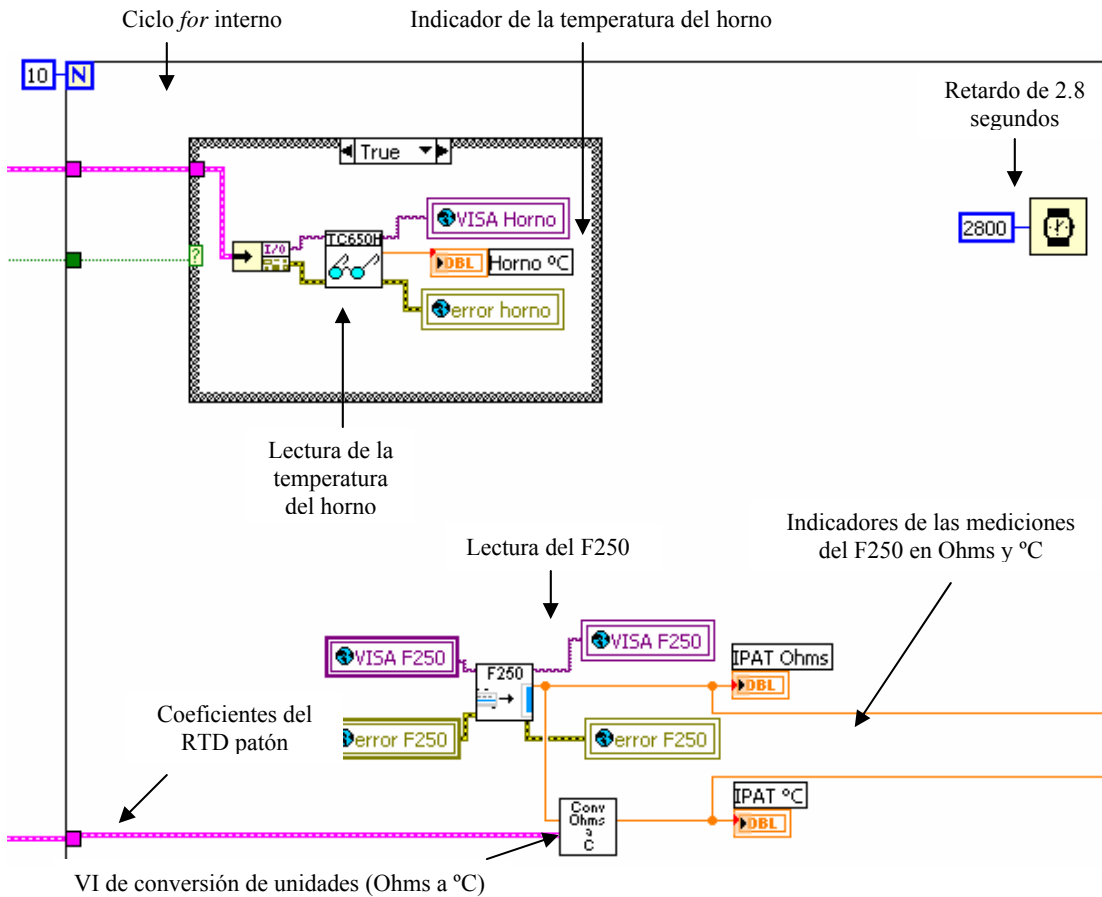 Ciclo for interno
Indicador de la temperatura del horno
10
N
Retardo de 2.8
segundos
True
VISA Horno
2800
?
I/O
TC650H
DBL
Horno ºC
error horno
Lectura de la
temperatura
del horno
Indicadores de las mediciones
del F250 en Ohms y ºC
Lectura del F250
VISA F250
VISA F250
IPAT Ohms
F250
DBL
Coeficientes del
RTD patón
error F250
error F250
IPAT ºC
Conv
Ohms
a
C
DBL
VI de conversión de unidades (Ohms a ºC)